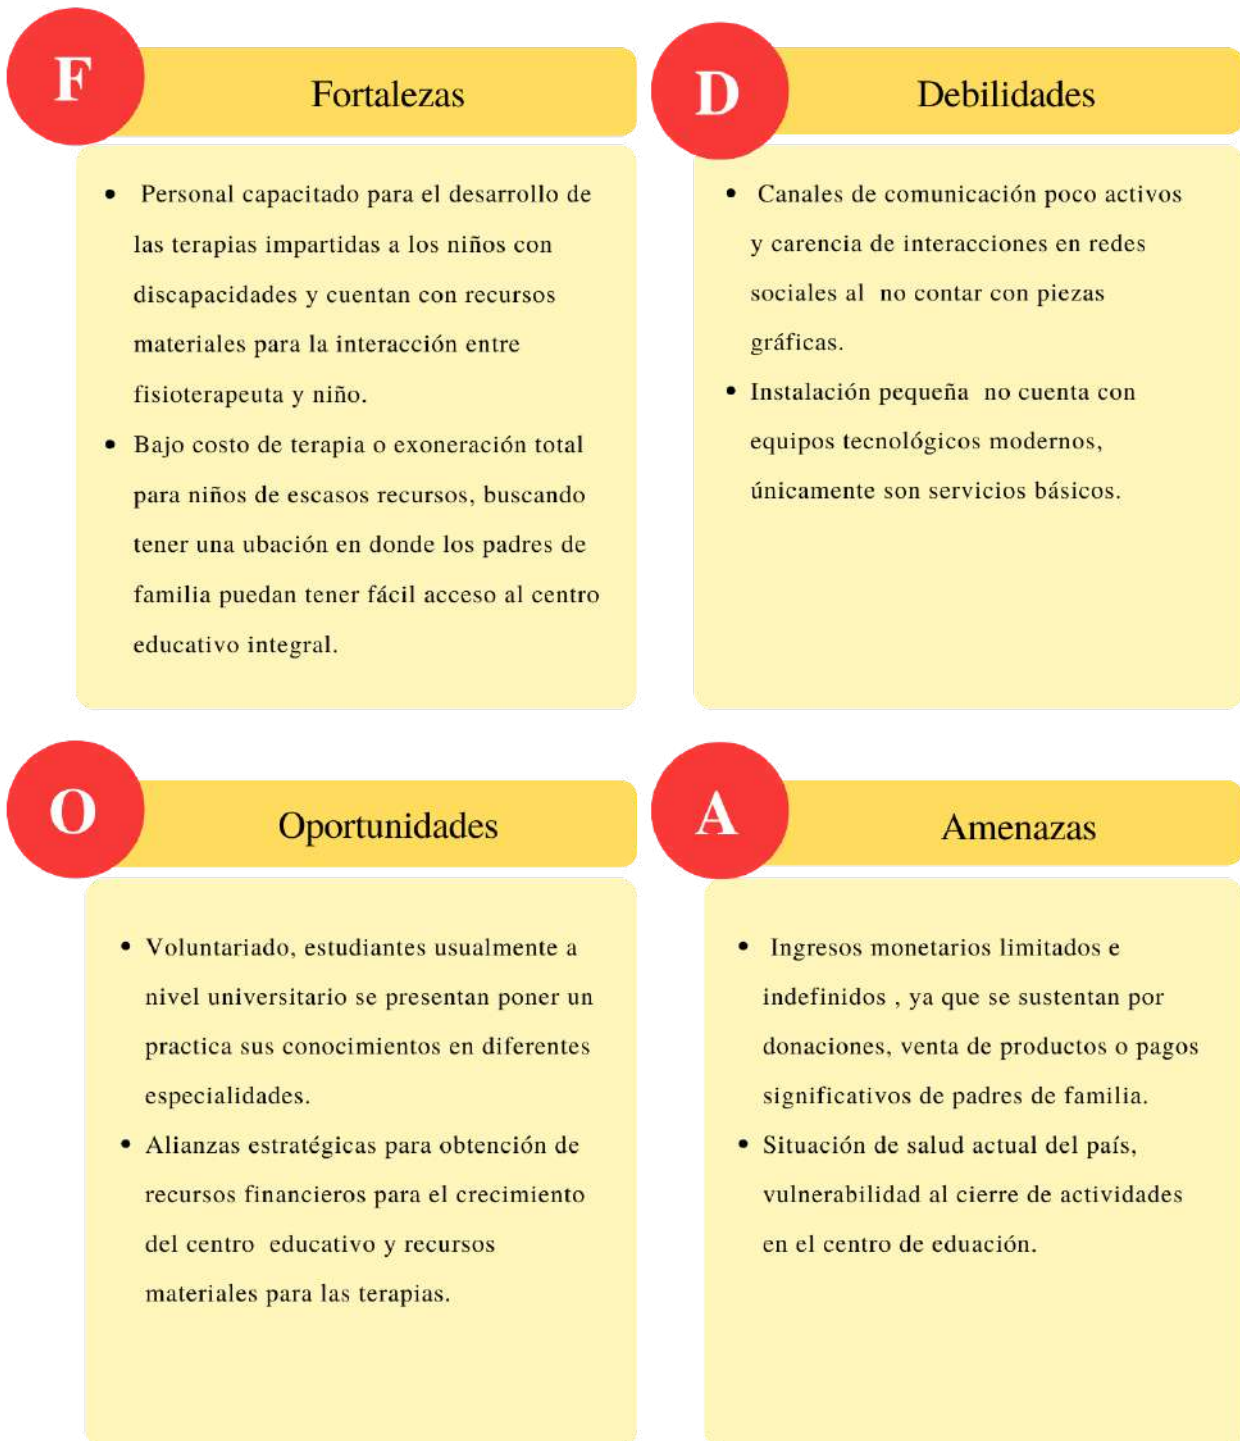 F
Fortalezas
Personal capacitado para el desarrollo de
las terapias impartidas a los niños con
discapacidades y cuentan con recursos
materiales para la interacción entre
fisioterapeuta y niño.
Bajo costo de terapia o exoneración total
para niños de escasos recursos, buscando
tener una ubación en donde los padres de
familia puedan tener fácil acceso al centro
educativo integral.
D
Debilidades
Canales de comunicación poco activos
y carencia de interacciones en redes
sociales al no contar con piezas
gráficas.
Instalación pequeña no cuenta con
equipos tecnológicos modernos,
únicamente son servicios básicos.
O
Oportunidades
Voluntariado, estudiantes usualmente a
nivel universitario se presentan poner un
practica sus conocimientos en diferentes
especialidades.
Alianzas estratégicas para obtención de
recursos financieros para el crecimiento
del centro educativo y recursos
materiales para las terapias.
A
Amenazas
Ingresos monetarios limitados e
indefinidos , ya que se sustentan por
donaciones, venta de productos o pagos
significativos de padres de familia.
Situación de salud actual del país,
vulnerabilidad al cierre de actividades
en el centro de eduación.